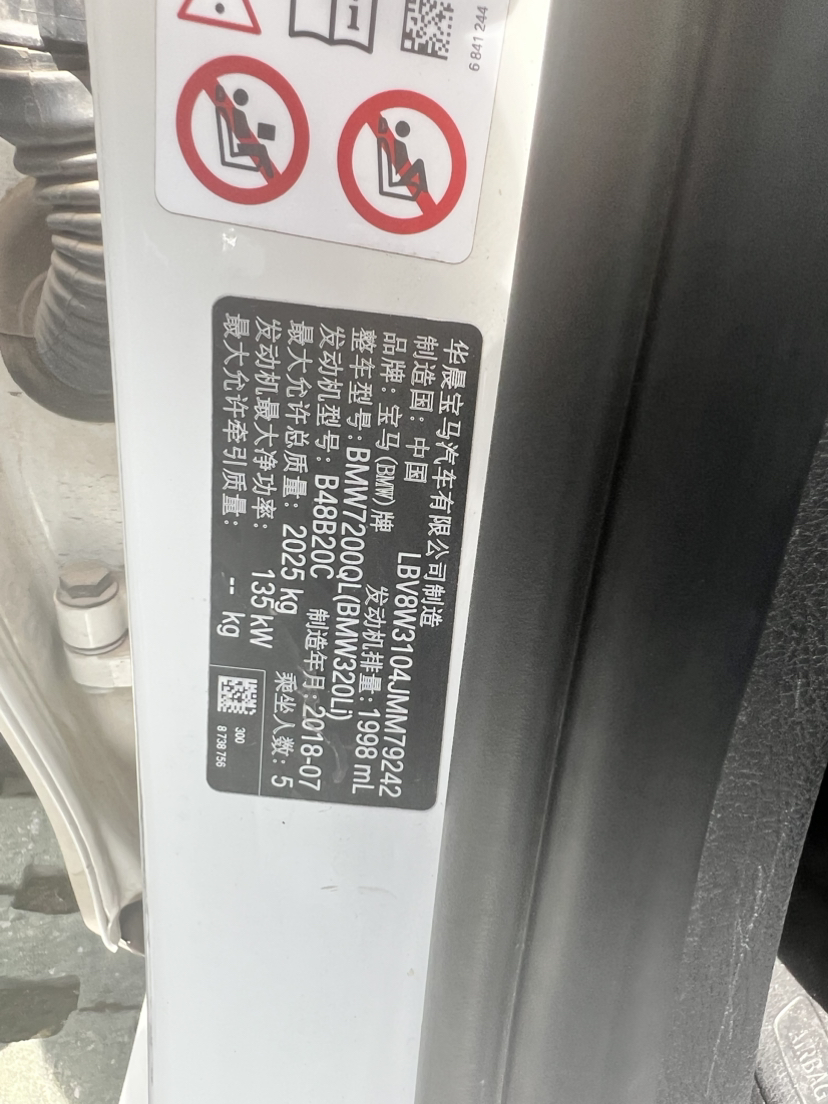 6 841 244
华晨宝马汽车有限公司制造
制造国：中国 LBV8W3104JMM79242
品牌：宝马(BMW)牌 发动机排量：1998 mL
整车型号：BMW7200QL(BMW320Li)
发动机型号：B48B20C 制造年月：2018-07
最大允许总质量：2025 kg 乘坐人数：5
发动机最大净功率：135 kW
最大允许牵引质量： -- kg
300
8 738 756
AIRBAG